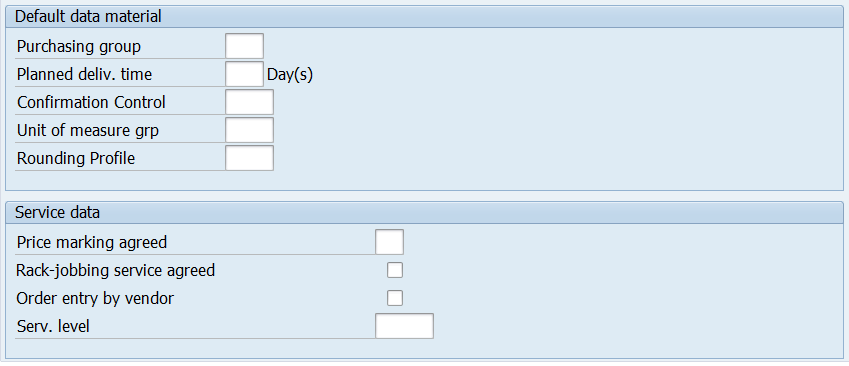 Default data material
Purchasing group
Planned deliv. time Day(s)
Confirmation Control
Unit of measure grp
Rounding Profile
Service data
Price marking agreed
Rack-jobbing service agreed
Order entry by vendor
Serv. level